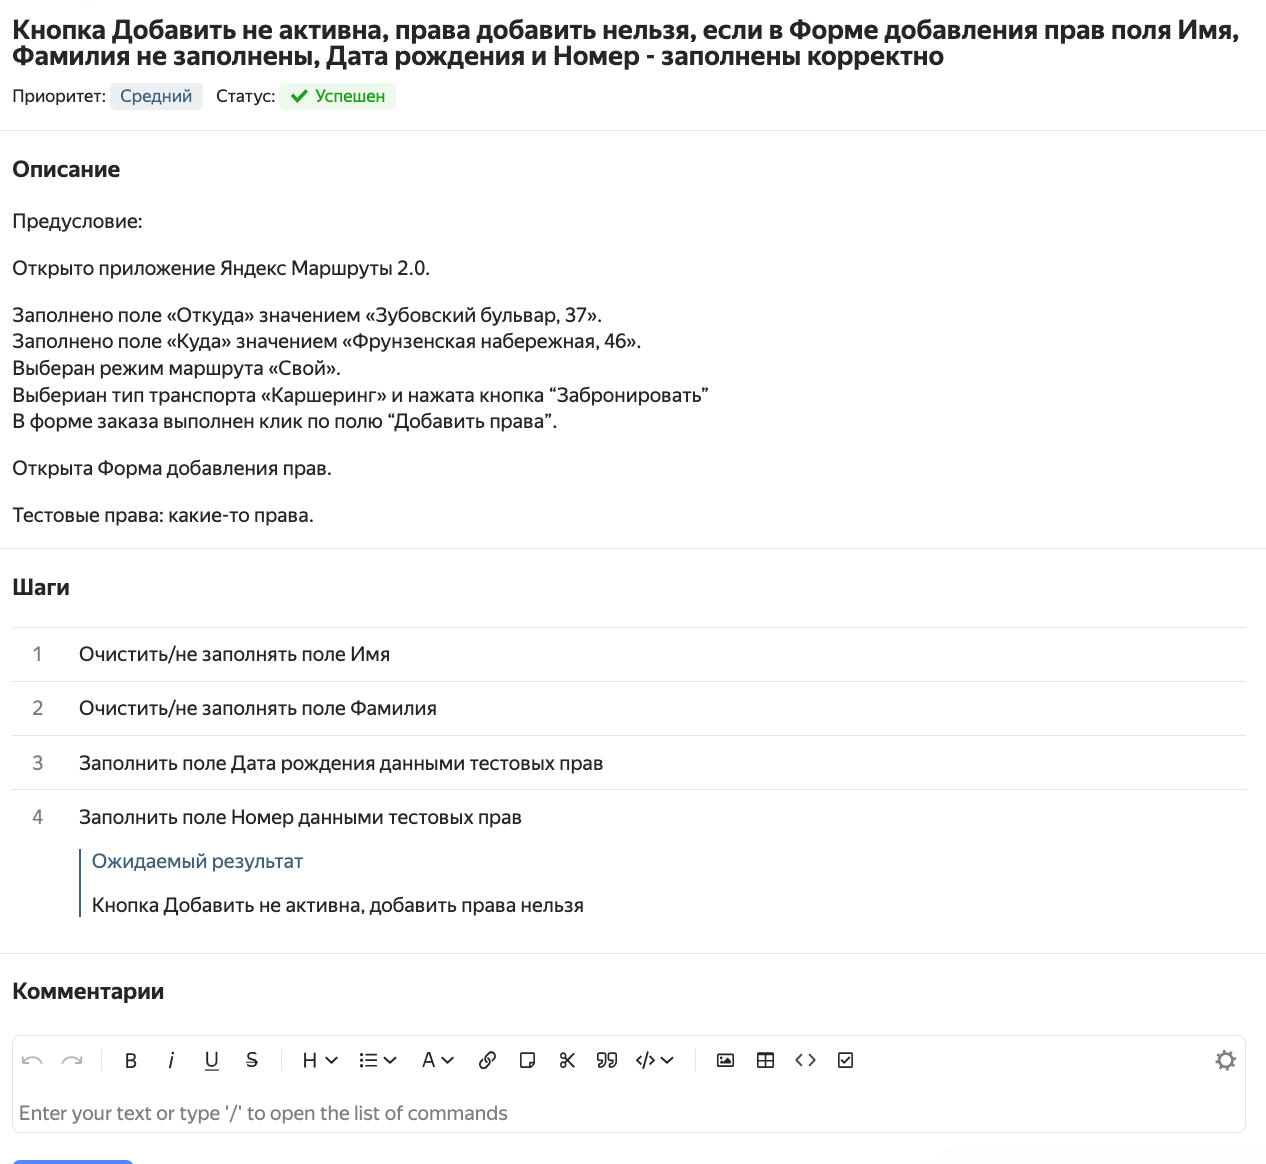 Кнопка Добавить не активна, права добавить нельзя, если в Форме добавления прав поля Имя,
Фамилия не заполнены, Дата рождения и Номер - заполнены корректно
Приоритет: Средний Статус: Успешен
Описание
Предусловие:
Открыто приложение Яндекс Маршруты 2.0.
Заполнено поле «Откуда» значением «Зубовский бульвар, 37».
Заполнено поле «Куда» значением «Фрунзенская набережная, 46».
Выберан режим маршрута «Свой».
Выбериан тип транспорта «Каршеринг» и нажата кнопка “Забронировать”
В форме заказа выполнен клик по полю “Добавить права”.
Открыта Форма добавления прав.
Тестовые права: какие-то права.
Шаги
1 Очистить/не заполнять поле Имя
2 Очистить/не заполнять поле Фамилия
3 Заполнить поле Дата рождения данными тестовых прав
4 Заполнить поле Номер данными тестовых прав
Ожидаемый результат
Кнопка Добавить не активна, добавить права нельзя
Комментарии
B i U S H A
Enter your text or type '/' to open the list of commands